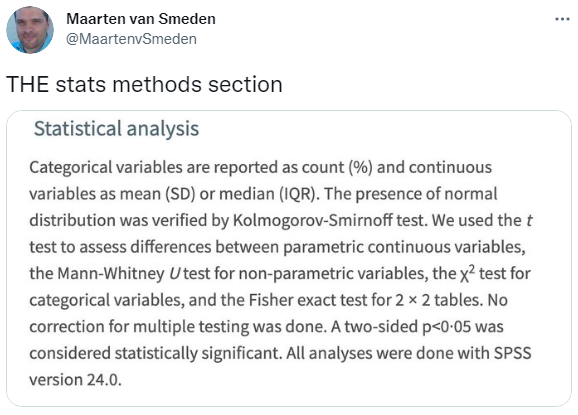 Maarten van Smeden
@MaartenvSmeden
THE stats methods section
Statistical analysis
Categorical variables are reported as count (%) and continuous
variables as mean (SD) or median (IQR). The presence of normal
distribution was verified by Kolmogorov-Smirnoff test. We used the t
test to assess differences between parametric continuous variables,
the Mann-Whitney U test for non-parametric variables, the χ² test for
categorical variables, and the Fisher exact test for 2 × 2 tables. No
correction for multiple testing was done. A two-sided p<0·05 was
considered statistically significant. All analyses were done with SPSS
version 24.0.